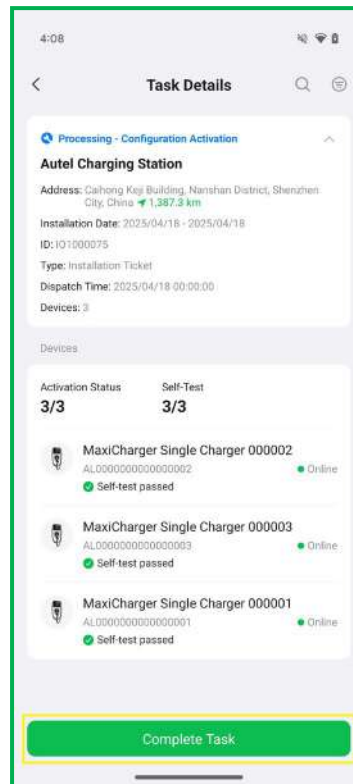 4:08
Task Details
Processing - Configuration Activation
Autel Charging Station
Address: Caihong Keji Building, Nanshan District, Shenzhen
City, China 1,387.3 km
Installation Date: 2025/04/18 - 2025/04/18
ID: IO1000075
Type: Installation Ticket
Dispatch Time: 2025/04/18 00:00:00
Devices: 3
Devices
Activation Status Self-Test
3/3 3/3
MaxiCharger Single Charger 000002
AL0000000000000002 Online
Self-test passed
MaxiCharger Single Charger 000003
AL0000000000000003 Online
Self-test passed
MaxiCharger Single Charger 000001
AL0000000000000001 Online
Self-test passed
Complete Task